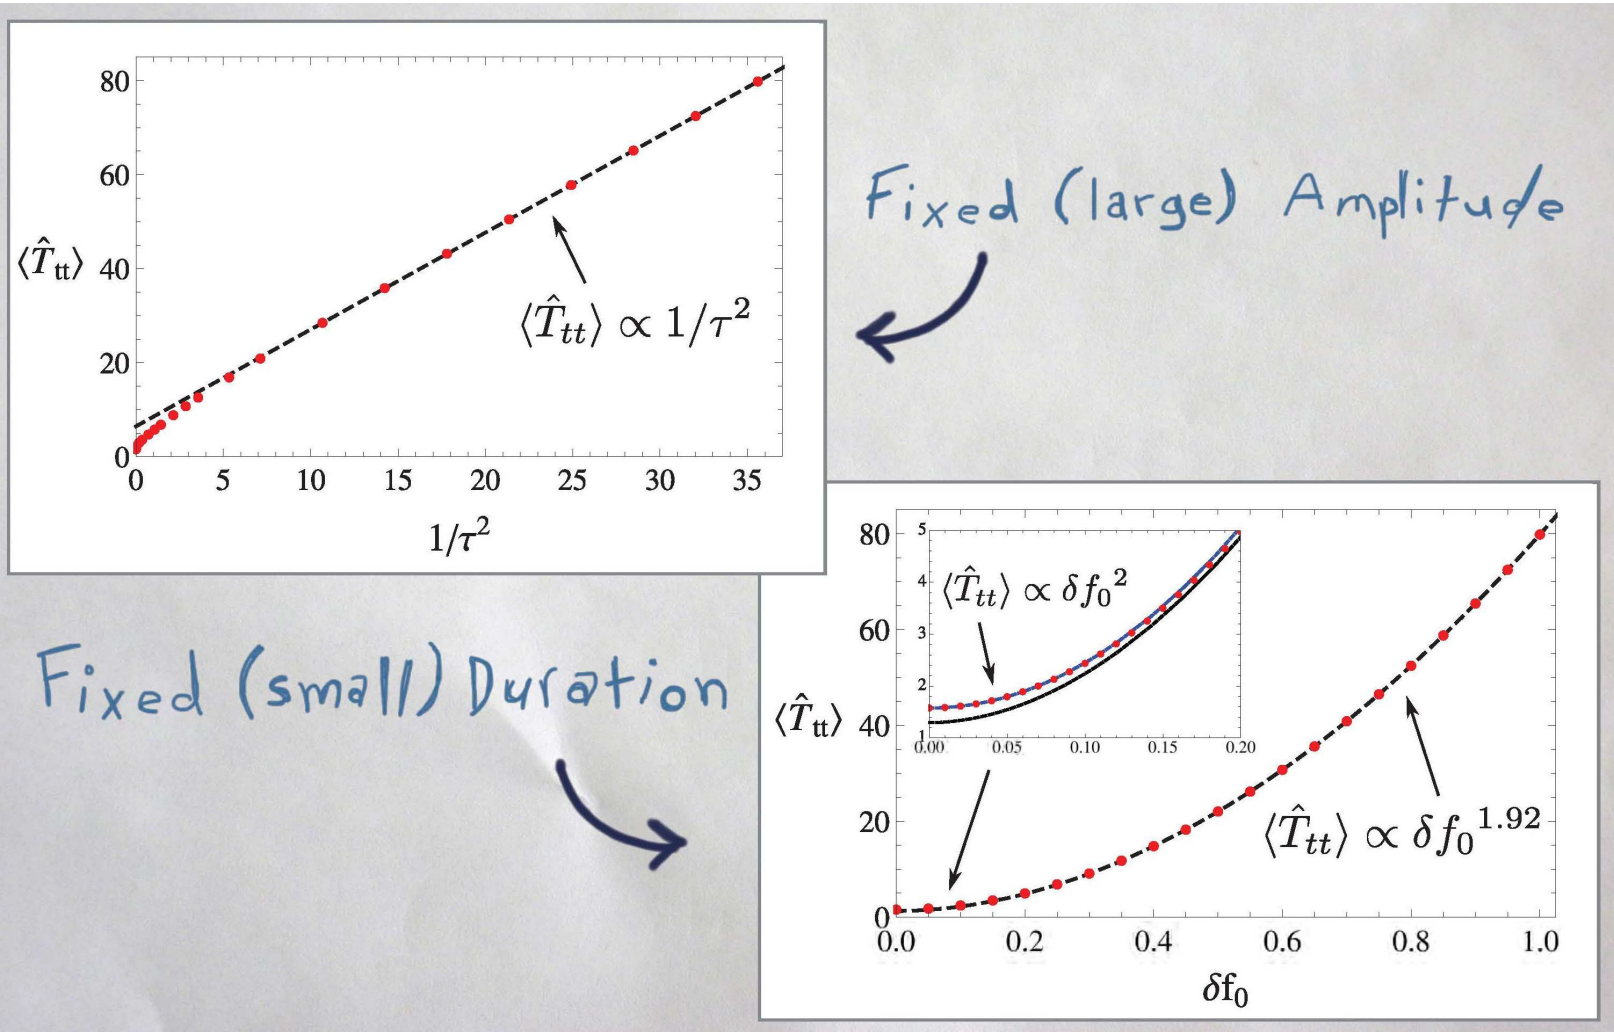 80
60
⟨T̂tt⟩ 40
20
0
0 5 10 15 20 25 30 35
1/τ²
⟨T̂tt⟩ ∝ 1/τ²
Fixed (large) Amplitude
Fixed (small) Duration
80
60
⟨T̂tt⟩ 40
20
0
0.0 0.2 0.4 0.6 0.8 1.0
δf₀
5
4
3
2
1
0.00 0.05 0.10 0.15 0.20
⟨T̂tt⟩ ∝ δf₀²
⟨T̂tt⟩ ∝ δf₀¹·⁹²